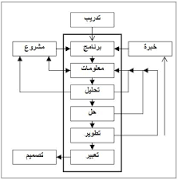 تدريب
مشروع
برنامج
خبرة
معلومات
تحليل
حل
تطوير
تعبير
تصميم